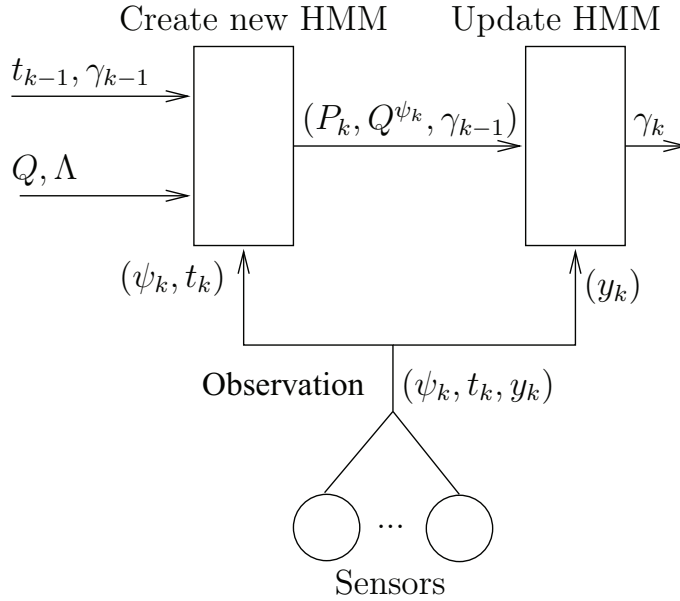 Create new HMM Update HMM
t_{k−1}, γ_{k−1}
(P_k, Q^{ψ_k}, γ_{k−1}) γ_k
Q, Λ
(ψ_k, t_k) (y_k)
Observation (ψ_k, t_k, y_k)
...
Sensors